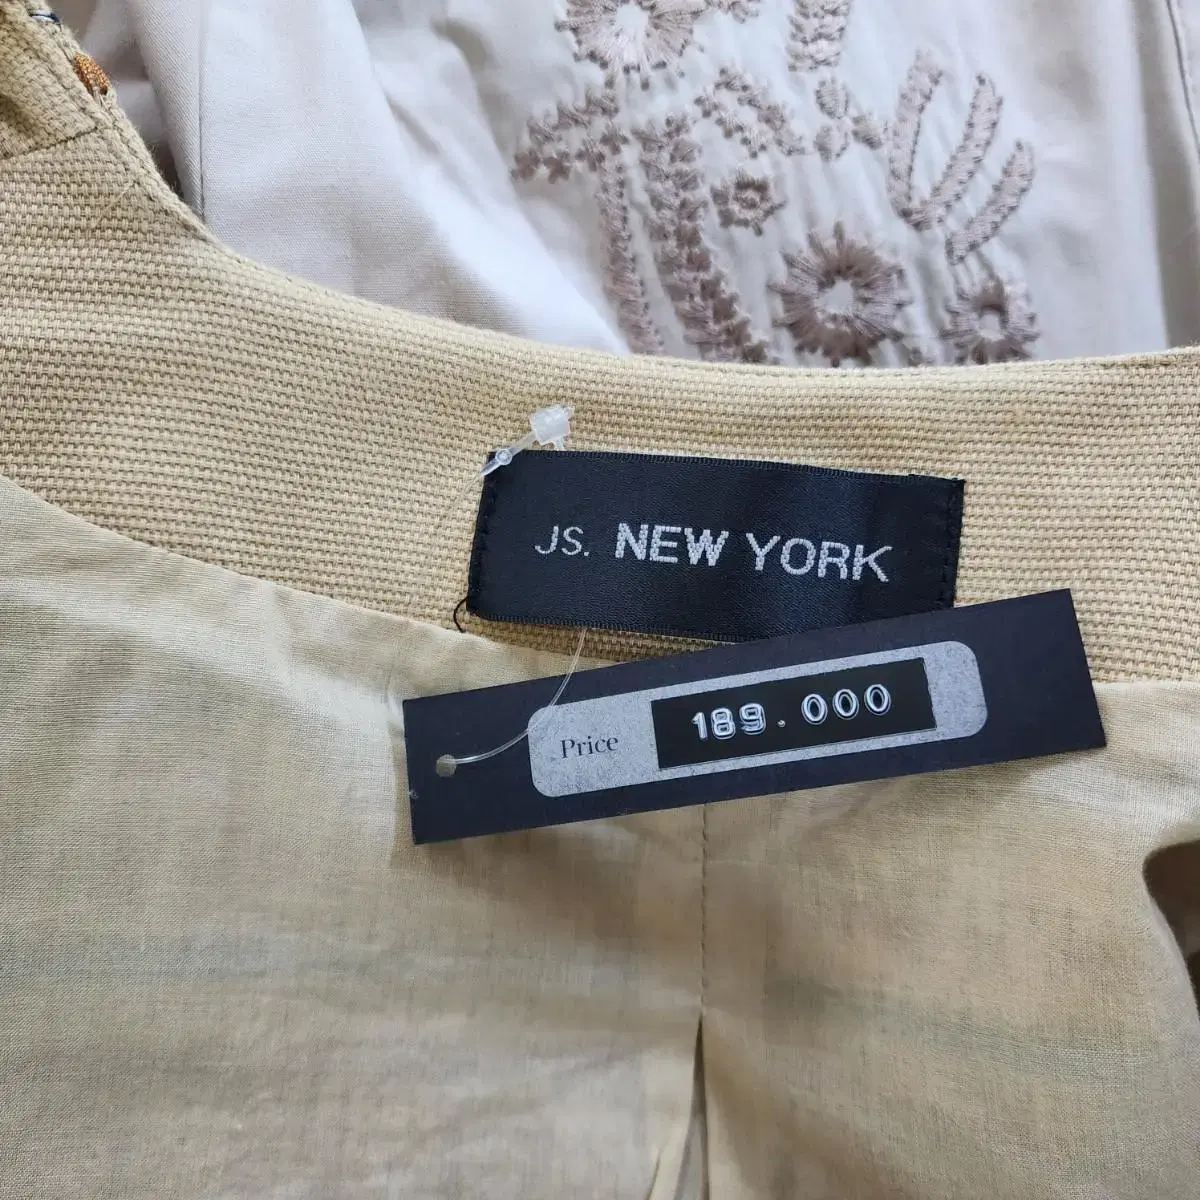 JS. NEW YORK
Price 189.000